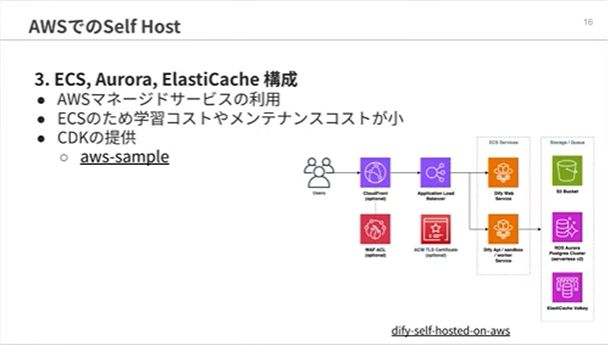 AWSでのSelf Host
16
3. ECS, Aurora, ElastiCache 構成
● AWSマネージドサービスの利用
● ECSのため学習コストやメンテナンスコストが小
● CDKの提供
○ aws-sample
ECS Services
Storage / Queue
Users
CloudFront
(optional)
Application Load
Balancer
Dify Web
Service
S3 Bucket
WAF ACL
(optional)
ACM TLS Certificate
(optional)
Dify Api / sandbox
/ worker
Service
RDS Aurora
Postgres Cluster
(serverless v2)
ElastiCache Valkey
dify-self-hosted-on-aws